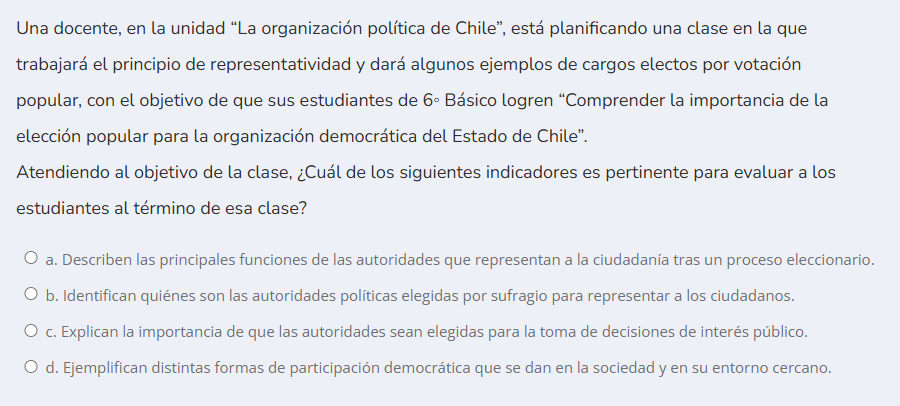 Una docente, en la unidad “La organización política de Chile”, está planificando una clase en la que
trabajará el principio de representatividad y dará algunos ejemplos de cargos electos por votación
popular, con el objetivo de que sus estudiantes de 6° Básico logren “Comprender la importancia de la
elección popular para la organización democrática del Estado de Chile”.
Atendiendo al objetivo de la clase, ¿Cuál de los siguientes indicadores es pertinente para evaluar a los
estudiantes al término de esa clase?
a. Describen las principales funciones de las autoridades que representan a la ciudadanía tras un proceso eleccionario.
b. Identifican quiénes son las autoridades políticas elegidas por sufragio para representar a los ciudadanos.
c. Explican la importancia de que las autoridades sean elegidas para la toma de decisiones de interés público.
d. Ejemplifican distintas formas de participación democrática que se dan en la sociedad y en su entorno cercano.